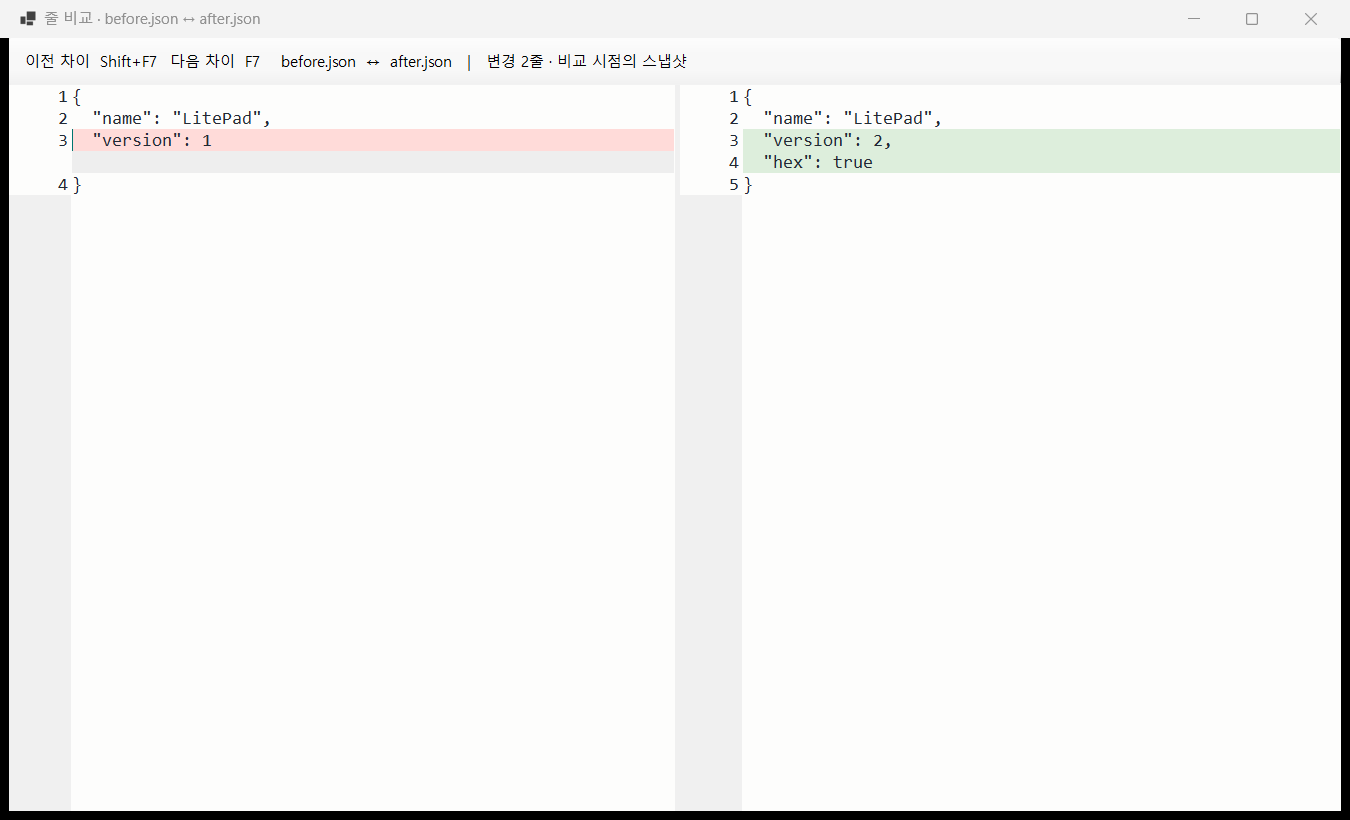 줄 비교 · before.json ↔ after.json
이전 차이 Shift+F7 다음 차이 F7 before.json ↔ after.json | 변경 2줄 · 비교 시점의 스냅샷
1 {
2   "name": "LitePad",
3   "version": 1
4 }
1 {
2   "name": "LitePad",
3   "version": 2,
4   "hex": true
5 }